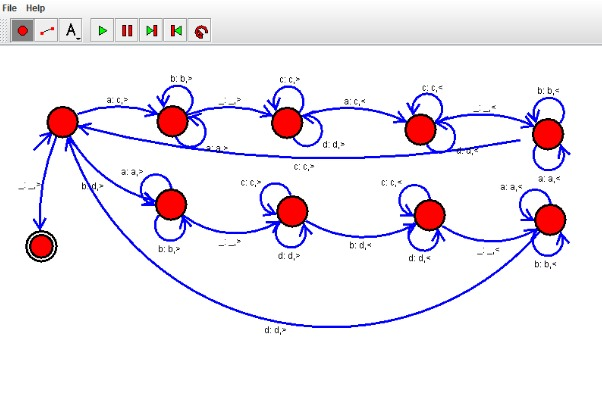 File Help
A
b: b,> c: c,> c: c,< b: b,<
a: c,> _: _,> a: c,< _: _,<
a: a,> d: d,>
c: c,> a: a,<
_: _,> b: d,> a: a,> c: c,> c: c,< a: a,<
b: b,> _: _,> d: d,> b: d,< d: d,< _: _,< b: b,<
d: d,>